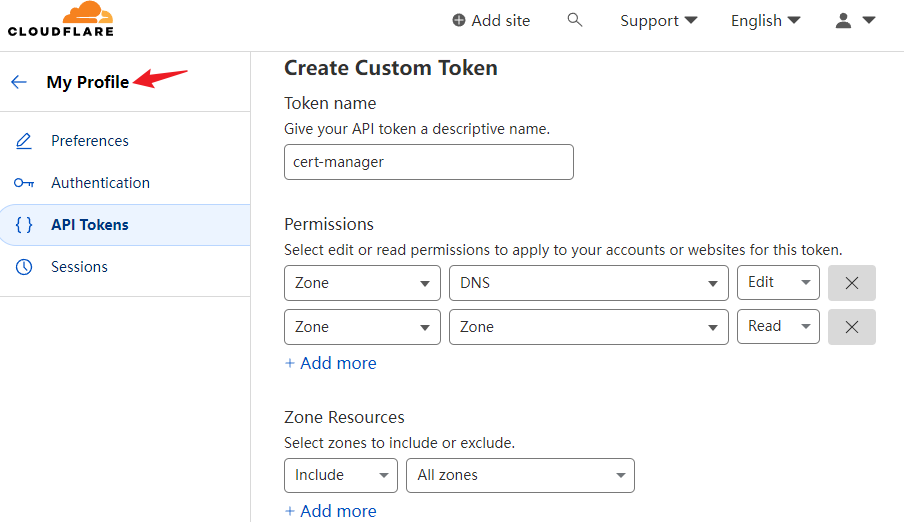 CLOUDFLARE
Add site
Support
English
My Profile
Preferences
Authentication
API Tokens
Sessions
Create Custom Token
Token name
Give your API token a descriptive name.
cert-manager
Permissions
Select edit or read permissions to apply to your accounts or websites for this token.
Zone DNS Edit
Zone Zone Read
+ Add more
Zone Resources
Select zones to include or exclude.
Include All zones
+ Add more